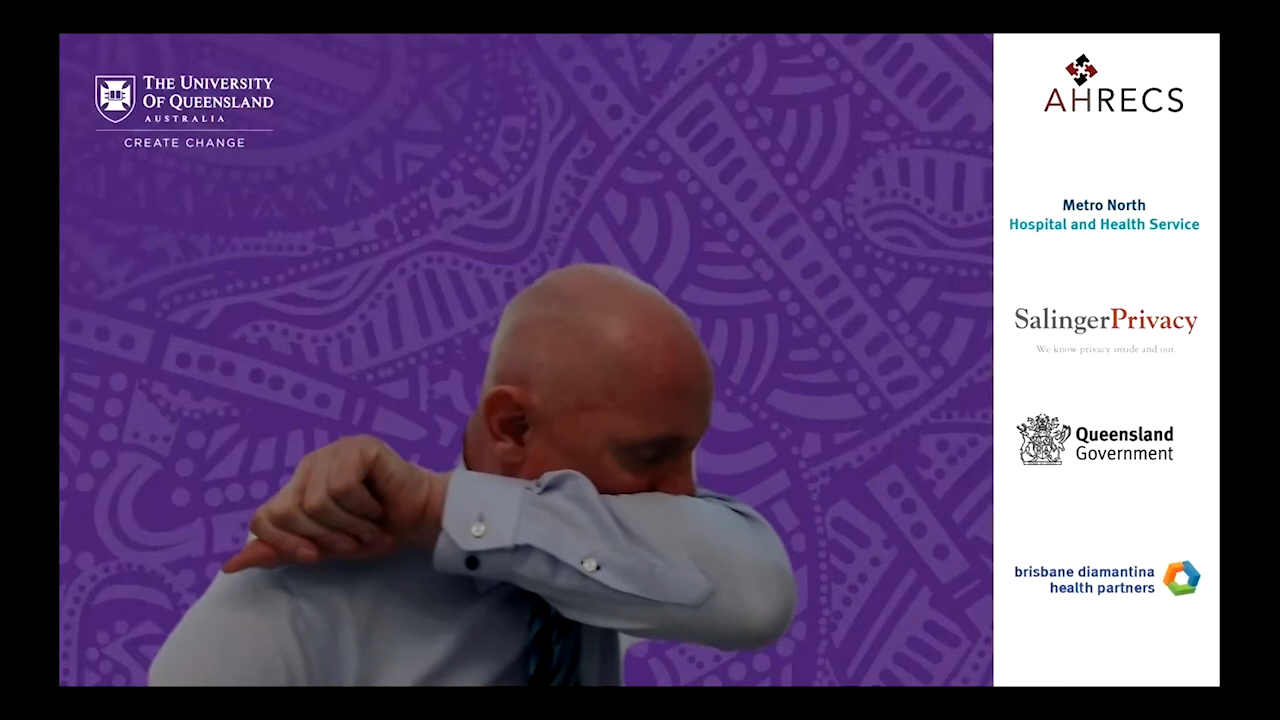 THE UNIVERSITY
OF QUEENSLAND
AUSTRALIA
CREATE CHANGE
AHRECS
Metro North
Hospital and Health Service
SalingerPrivacy
We know privacy inside and out.
Queensland
Government
brisbane diamantina
health partners